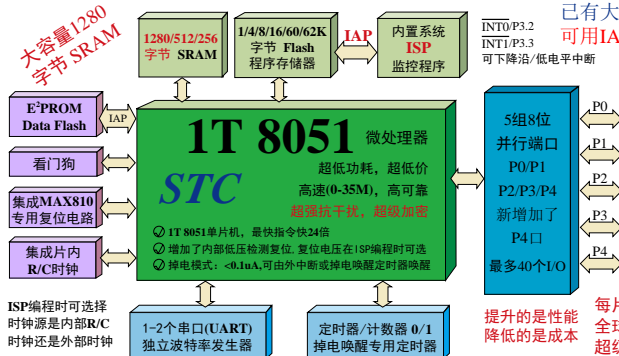 大容量1280
字节 SRAM
1280/512/256
字节 SRAM
1/4/8/16/60/62K
字节 Flash
程序存储器
IAP
内置系统
ISP
监控程序
INT0/P3.2
INT1/P3.3
可下降沿/低电平中断
已有大
可用IA
E²PROM
Data Flash
IAP
看门狗
集成MAX810
专用复位电路
集成片内
R/C时钟
1T 8051 微处理器
STC
超低功耗，超低价
高速(0-35M)，高可靠
超强抗干扰，超级加密
1T 8051单片机，最快指令快24倍
增加了内部低压检测复位, 复位电压在ISP编程时可选
掉电模式：<0.1uA,可由外中断或掉电唤醒定时器唤醒
5组8位
并行端口
P0/P1
P2/P3/P4
新增加了
P4口
最多40个I/O
P0
P1
P2
P3
P4
ISP编程时可选择
时钟源是内部R/C
时钟还是外部时钟
1-2个串口(UART)
独立波特率发生器
定时器/计数器 0/1
掉电唤醒专用定时器
提升的是性能
降低的是成本
每片
全球
超级